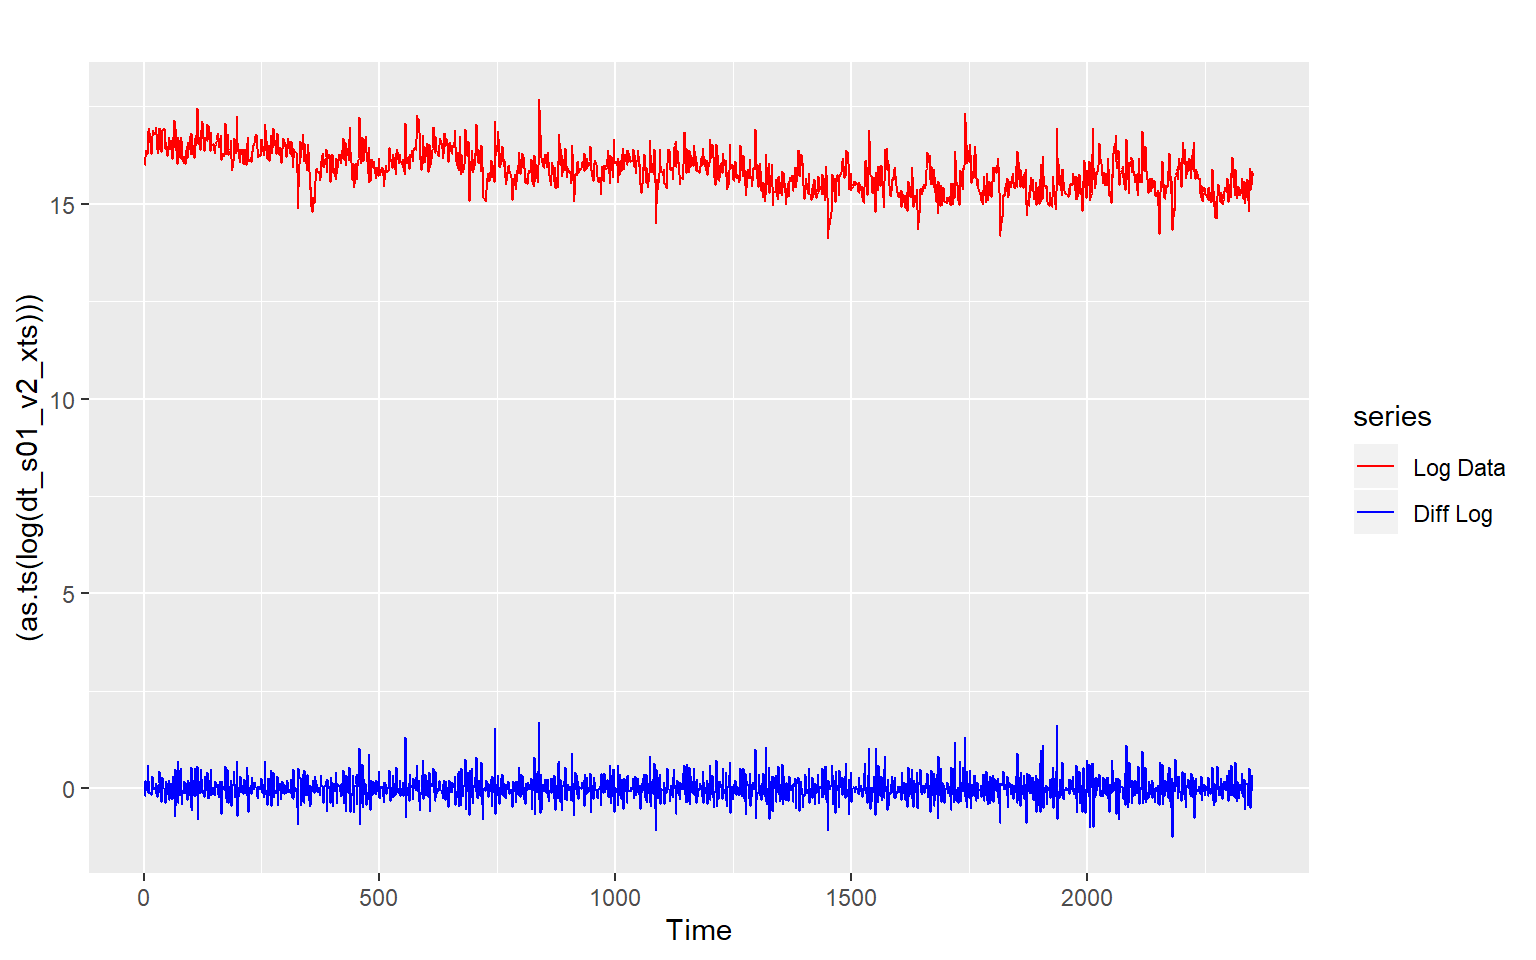 (as.ts(log(dt_s01_v2_xts)))
15
10
5
0
0
500
1000
1500
2000
Time
series
Log Data
Diff Log